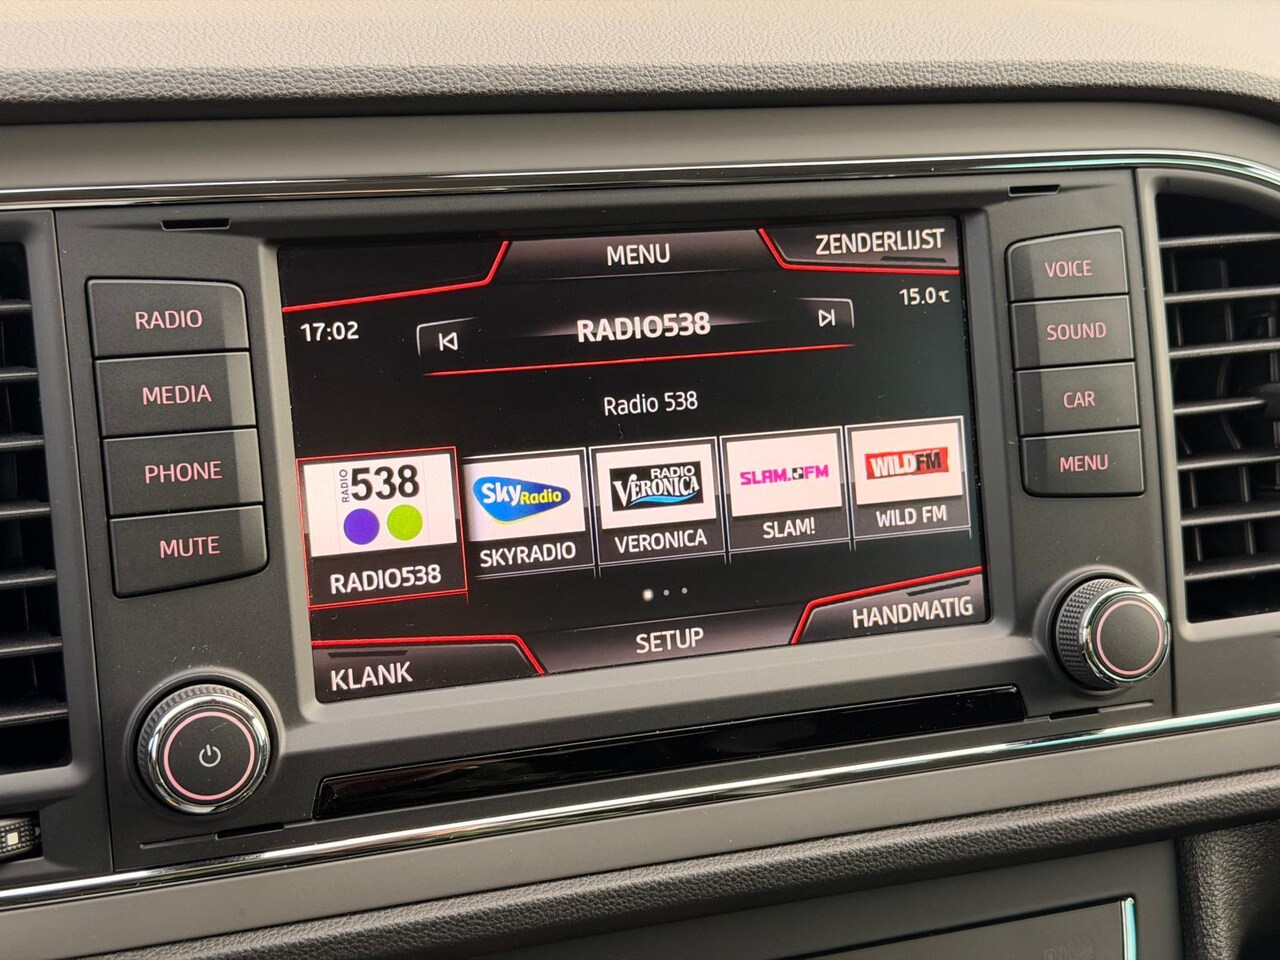 MENU
ZENDERLIJST
17:02
RADIO538
15.0℃
Radio 538
RADIO
538
Sky Radio
RADIO
VERONICA
SLAM.FM
WILD FM
RADIO538
SKYRADIO
VERONICA
SLAM!
WILD FM
KLANK
SETUP
HANDMATIG
RADIO
MEDIA
PHONE
MUTE
VOICE
SOUND
CAR
MENU